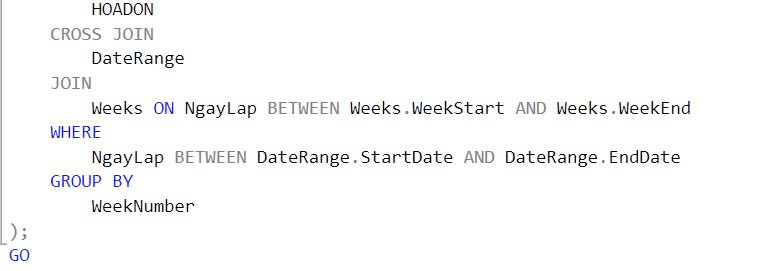 HOADON
CROSS JOIN
DateRange
JOIN
Weeks ON NgayLap BETWEEN Weeks.WeekStart AND Weeks.WeekEnd
WHERE
NgayLap BETWEEN DateRange.StartDate AND DateRange.EndDate
GROUP BY
WeekNumber
);
GO